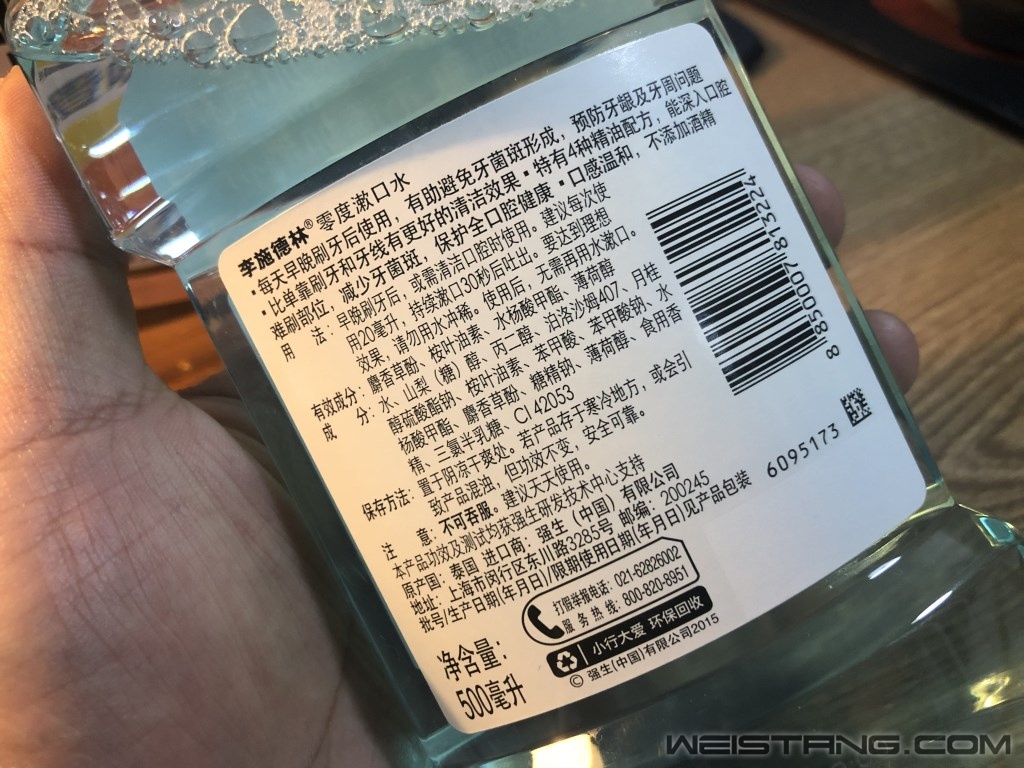 李施德林®零度漱口水
·每天早晚刷牙后使用，有助避免牙菌斑形成，预防牙龈及牙周问题
·比单靠刷牙和牙线有更好的清洁效果·特有4种精油配方，能深入口腔
难刷部位，减少牙菌斑，保护全口腔健康·口感温和，不添加酒精
用 法：早晚刷牙后，或需清洁口腔时使用。建议每次使
用20毫升，持续漱口30秒后吐出。要达到理想
效果，请勿用水冲稀。使用后，无需再用水漱口。
有效成分：麝香草酚、桉叶油素、水杨酸甲酯、薄荷醇
成 分：水、山梨（糖）醇、丙二醇、泊洛沙姆407、月桂
醇硫酸酯钠、桉叶油素、苯甲酸、苯甲酸钠、水
杨酸甲酯、麝香草酚、糖精钠、薄荷醇、食用香
精、三氯半乳糖、CI 42053
保存方法：置于阴凉干爽处。若产品存于寒冷地方，或会引
致产品混浊，但功效不变，安全可靠。
注 意：不可吞服。建议天天使用。
本产品功效及测试均获强生研发技术中心支持
原产国：泰国 进口商：强生（中国）有限公司
地址：上海市闵行区东川路3285号 邮编：200245
批号/生产日期(年月日)/限期使用日期(年月日)见产品包装
打假举报电话：021-62826002
服务热线：800-820-8951
净含量：
500毫升
小行大爱 环保回收
© 强生(中国)有限公司2015
8 850007 813224
6095173
WEISTANG.COM